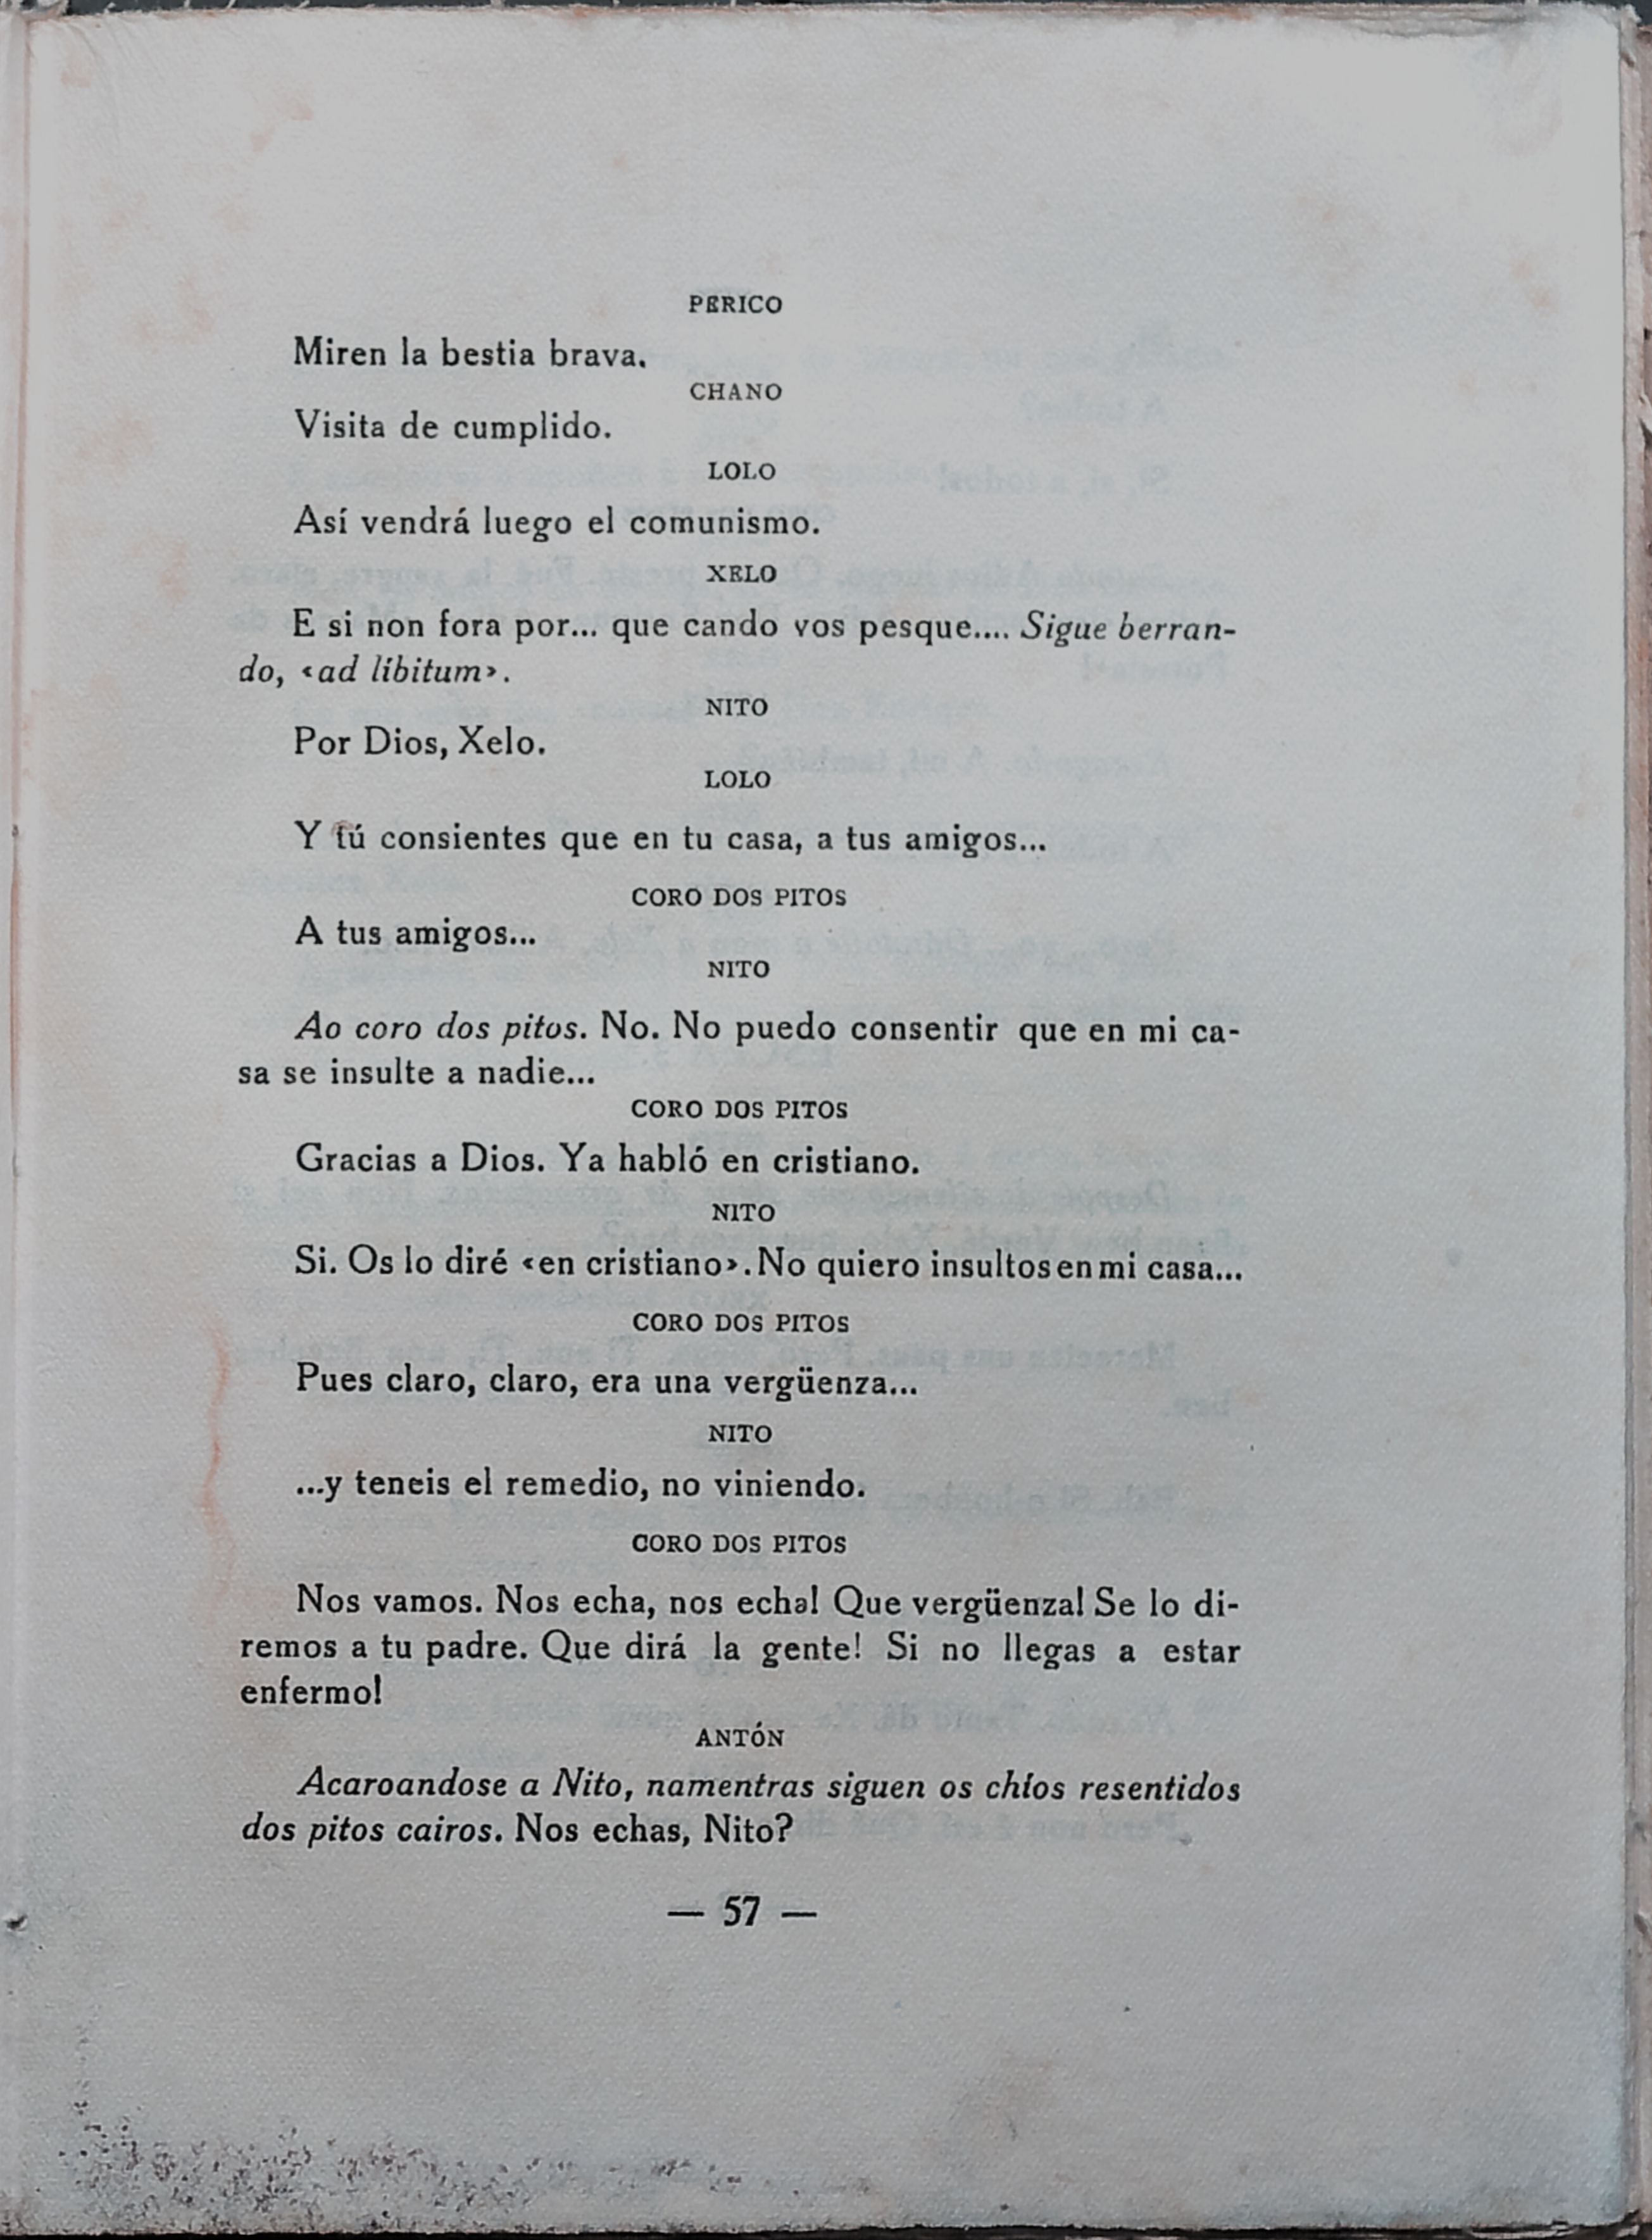 PERICO
Miren la bestia brava.
CHANO
Visita de cumplido.
LOLO
Así vendrá luego el comunismo.
XELO
E si non fora por... que cando vos pesque.... Sigue berran-
do, «ad líbitum».
NITO
Por Dios, Xelo.
LOLO
Y tú consientes que en tu casa, a tus amigos...
CORO DOS PITOS
A tus amigos...
NITO
Ao coro dos pitos. No. No puedo consentir que en mi ca-
sa se insulte a nadie...
CORO DOS PITOS
Gracias a Dios. Ya habló en cristiano.
NITO
Si. Os lo diré «en cristiano». No quiero insultos en mi casa...
CORO DOS PITOS
Pues claro, claro, era una vergüenza...
NITO
...y teneis el remedio, no viniendo.
CORO DOS PITOS
Nos vamos. Nos echa, nos echa! Que vergüenza! Se lo di-
remos a tu padre. Que dirá la gente! Si no llegas a estar
enfermo!
ANTÓN
Acaroandose a Nito, namentras siguen os chíos resentidos
dos pitos cairos. Nos echas, Nito?
— 57 —